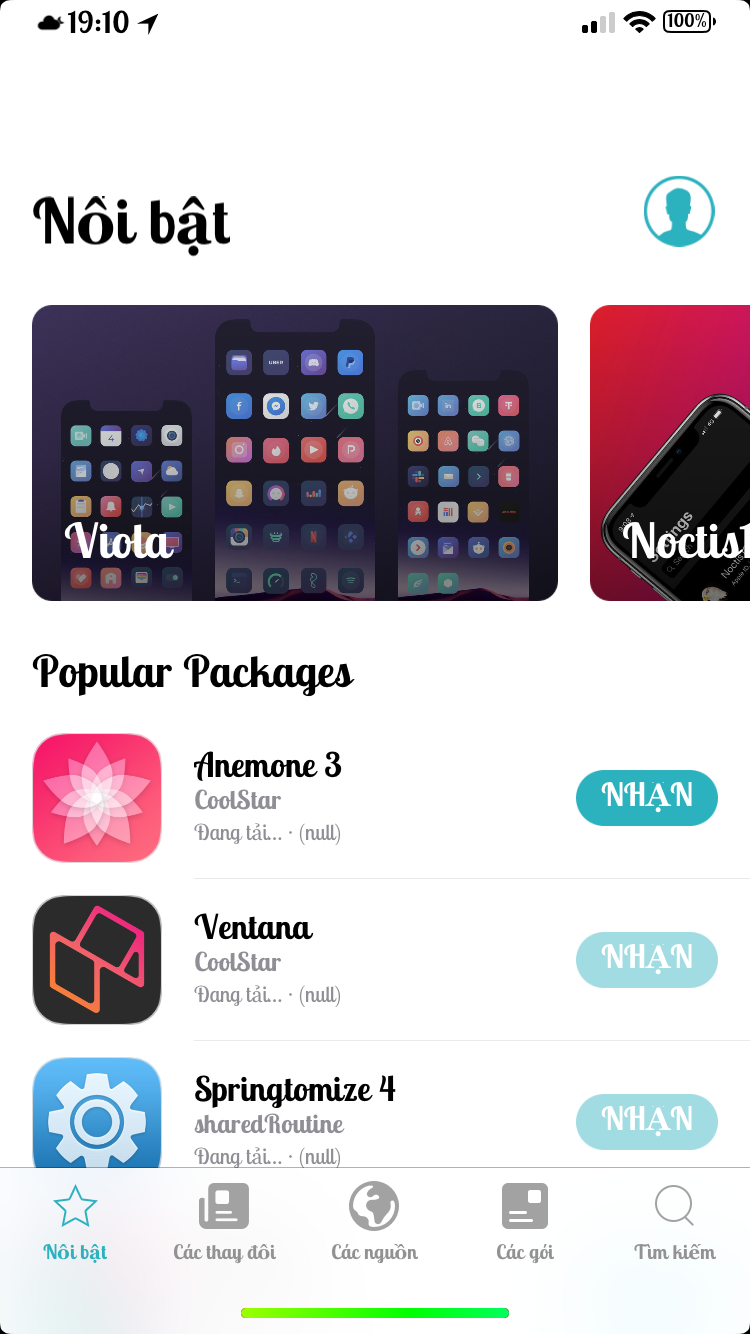 19:10
100%
Nổi bật
Viola
Noctis1
Popular Packages
Anemone 3
CoolStar
Đang tải... · (null)
NHẬN
Ventana
CoolStar
Đang tải... · (null)
NHẬN
Springtomize 4
sharedRoutine
Đang tải... · (null)
NHẬN
Nổi bật
Các thay đổi
Các nguồn
Các gói
Tìm kiếm